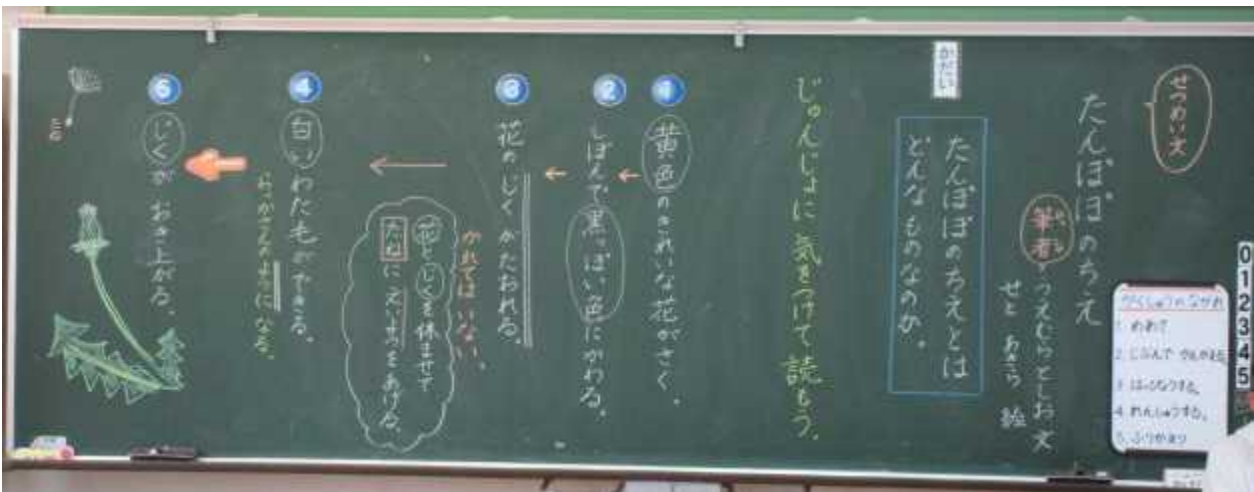 せつめい文
たんぽぽのちえ
筆者 うえむらとしお 文
せと あきら 絵
かだい
たんぽぽのちえとは
どんなものなのか。
じゅんじょに気をつけて読もう。
1 黄色のきれいな花がさく。
2 しぼんで黒っぽい色にかわる。
3 花のじくがたおれる。
かれてはいない。
花とじくを休ませて
たねにえいようをあげる。
4 白いわた毛ができる。
らっかさんのようになる。
5 じくがおき上がる。
がくしゅうのながれ
1. めあて
2. じぶんでかんがえる。
3. はっぴょうする。
4. れんしゅうする。
5. ふりかえり
0
1
2
3
4
5